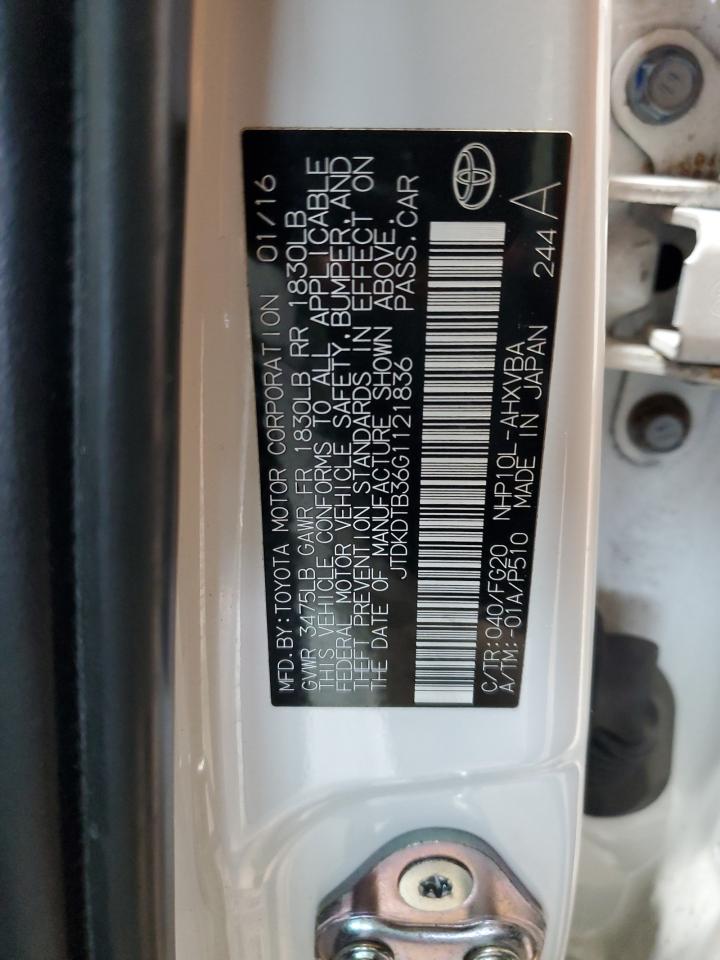 MFD. BY: TOYOTA MOTOR CORPORATION 01/16
GVWR 3475LB GAWR FR 1830LB RR 1830LB
THIS VEHICLE CONFORMS TO ALL APPLICABLE
FEDERAL MOTOR VEHICLE SAFETY, BUMPER, AND
THEFT PREVENTION STANDARDS IN EFFECT ON
THE DATE OF MANUFACTURE SHOWN ABOVE.
JTDKDTB36G1121836 PASS. CAR
C/TR: 040/FG20 NHP10L-AHXVBA 244 A
A/TM: -01A/P510 MADE IN JAPAN